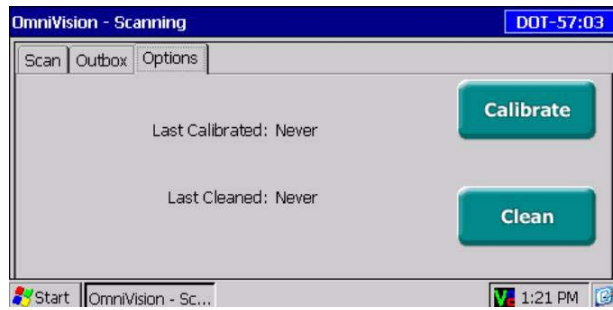 OmniVision - Scanning DOT-57:03
Scan Outbox Options
Calibrate
Last Calibrated: Never
Last Cleaned: Never
Clean
Start OmniVision - Sc... 1:21 PM